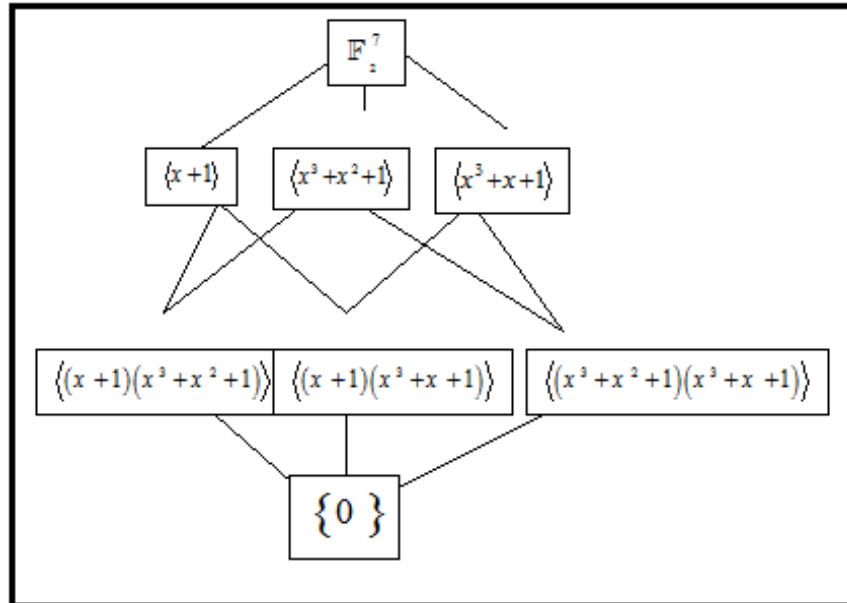 𝔽₂⁷
⟨x+1⟩ ⟨x³+x²+1⟩ ⟨x³+x+1⟩
⟨(x+1)(x³+x²+1)⟩ ⟨(x+1)(x³+x+1)⟩ ⟨(x³+x²+1)(x³+x+1)⟩
{0}